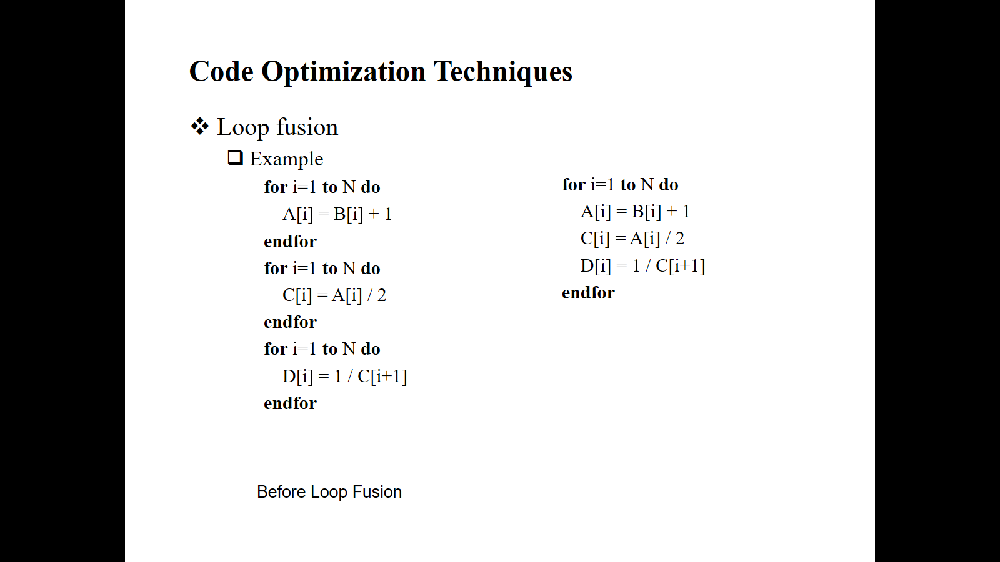 Code Optimization Techniques
❖ Loop fusion
❑ Example
for i=1 to N do
A[i] = B[i] + 1
endfor
for i=1 to N do
C[i] = A[i] / 2
endfor
for i=1 to N do
D[i] = 1 / C[i+1]
endfor
Before Loop Fusion
for i=1 to N do
A[i] = B[i] + 1
C[i] = A[i] / 2
D[i] = 1 / C[i+1]
endfor